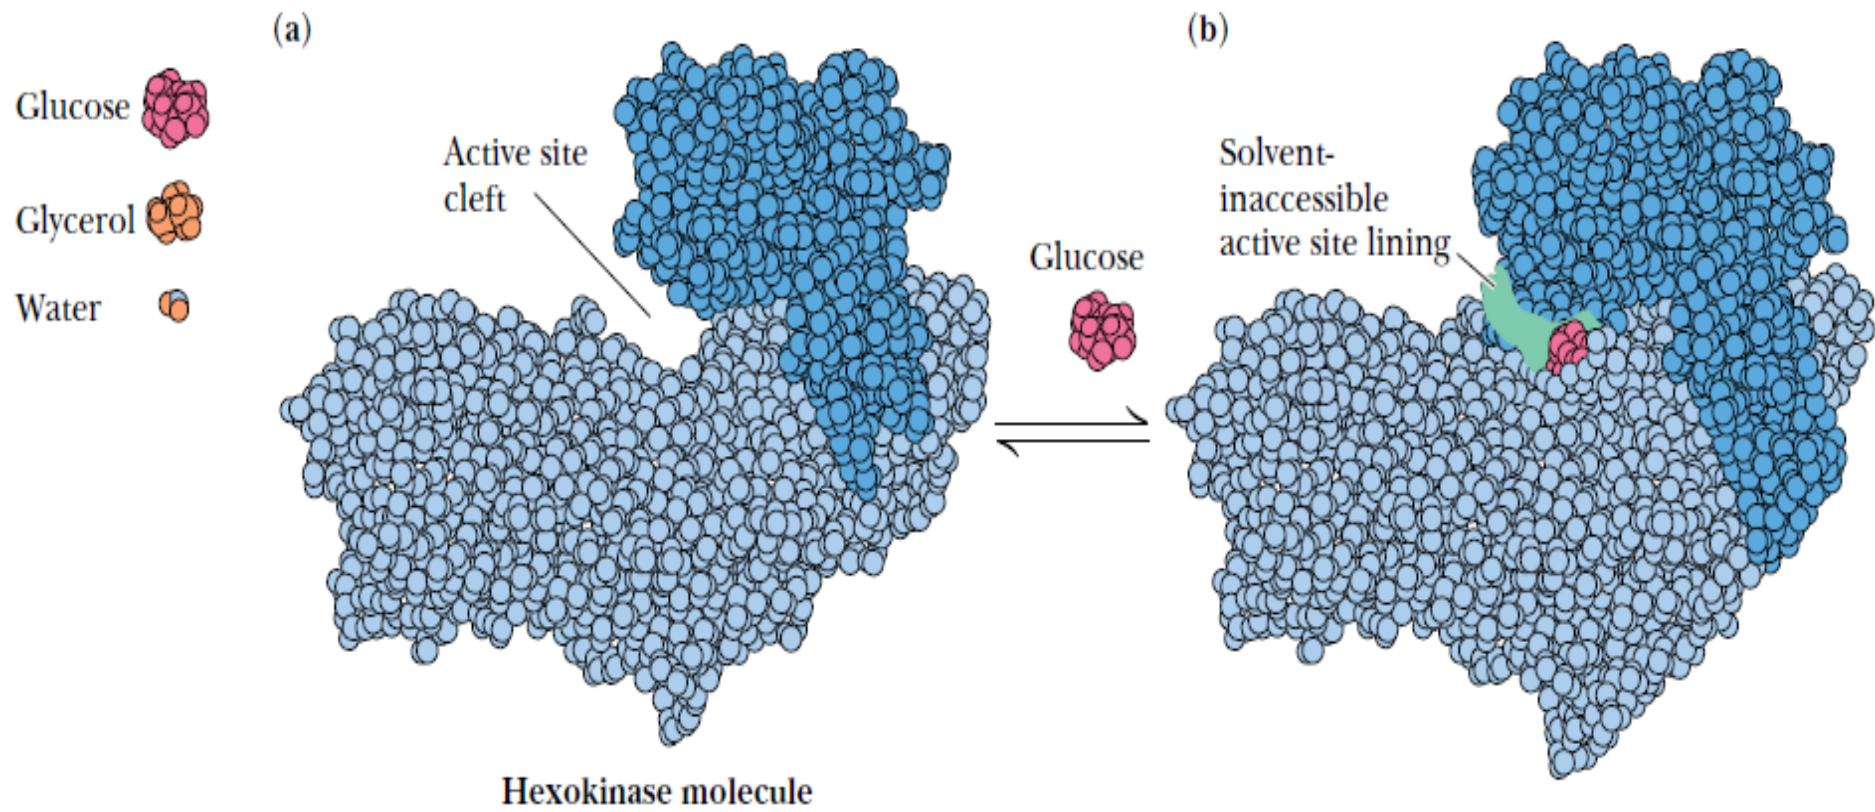 (a)
(b)
Glucose
Glycerol
Water
Active site
cleft
Glucose
Solvent-
inaccessible
active site lining
Hexokinase molecule